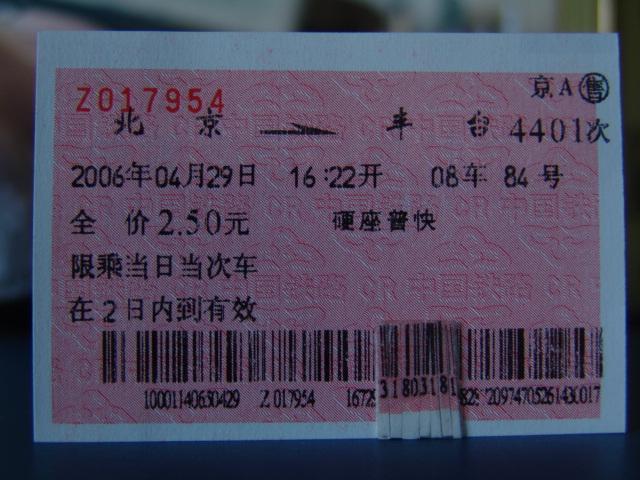 京A售
Z017954
北 京 丰 台 4401次
2006年04月29日 16:22开 08车 84号
全 价2.50元 硬座普快
限乘当日当次车
在2日内到有效
31803181
10001140630429 Z017954 1672